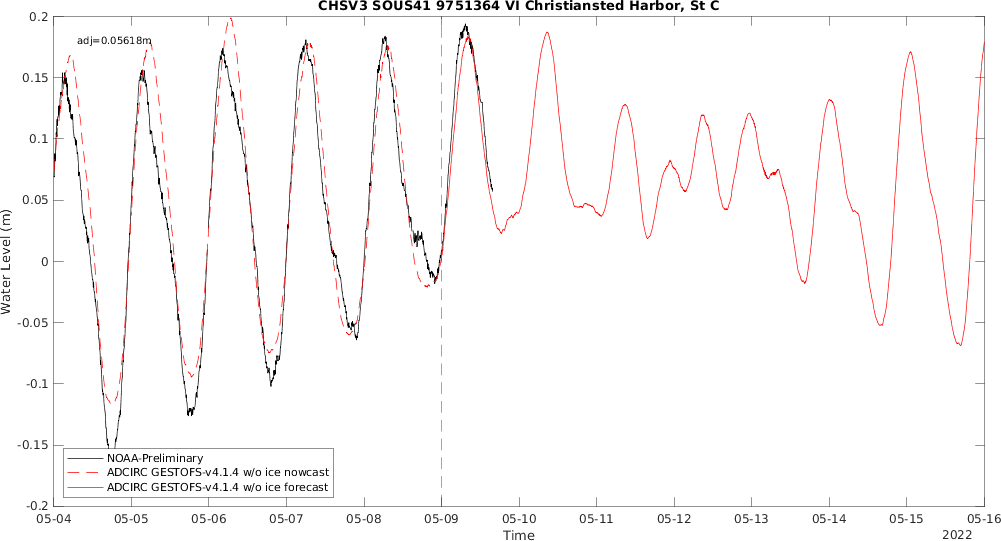 CHSV3 SOUS41 9751364 VI Christiansted Harbor, St C
adj=0.05618m
0.2
0.15
0.1
0.05
0
-0.05
-0.1
-0.15
-0.2
Water Level (m)
NOAA-Preliminary
ADCIRC GESTOFS-v4.1.4 w/o ice nowcast
ADCIRC GESTOFS-v4.1.4 w/o ice forecast
05-04 05-05 05-06 05-07 05-08 05-09 05-10 05-11 05-12 05-13 05-14 05-15 05-16
Time
2022